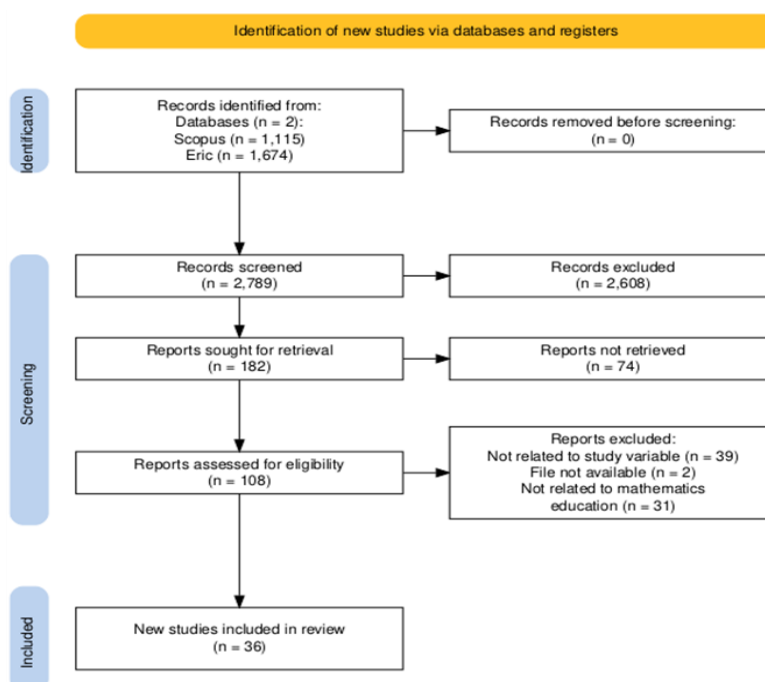 Identification of new studies via databases and registers
Identification
Records identified from:
Databases (n = 2):
Scopus (n = 1,115)
Eric (n = 1,674)
Records removed before screening:
(n = 0)
Screening
Records screened
(n = 2,789)
Records excluded
(n = 2,608)
Reports sought for retrieval
(n = 182)
Reports not retrieved
(n = 74)
Reports assessed for eligibility
(n = 108)
Reports excluded:
Not related to study variable (n = 39)
File not available (n = 2)
Not related to mathematics
education (n = 31)
Included
New studies included in review
(n = 36)